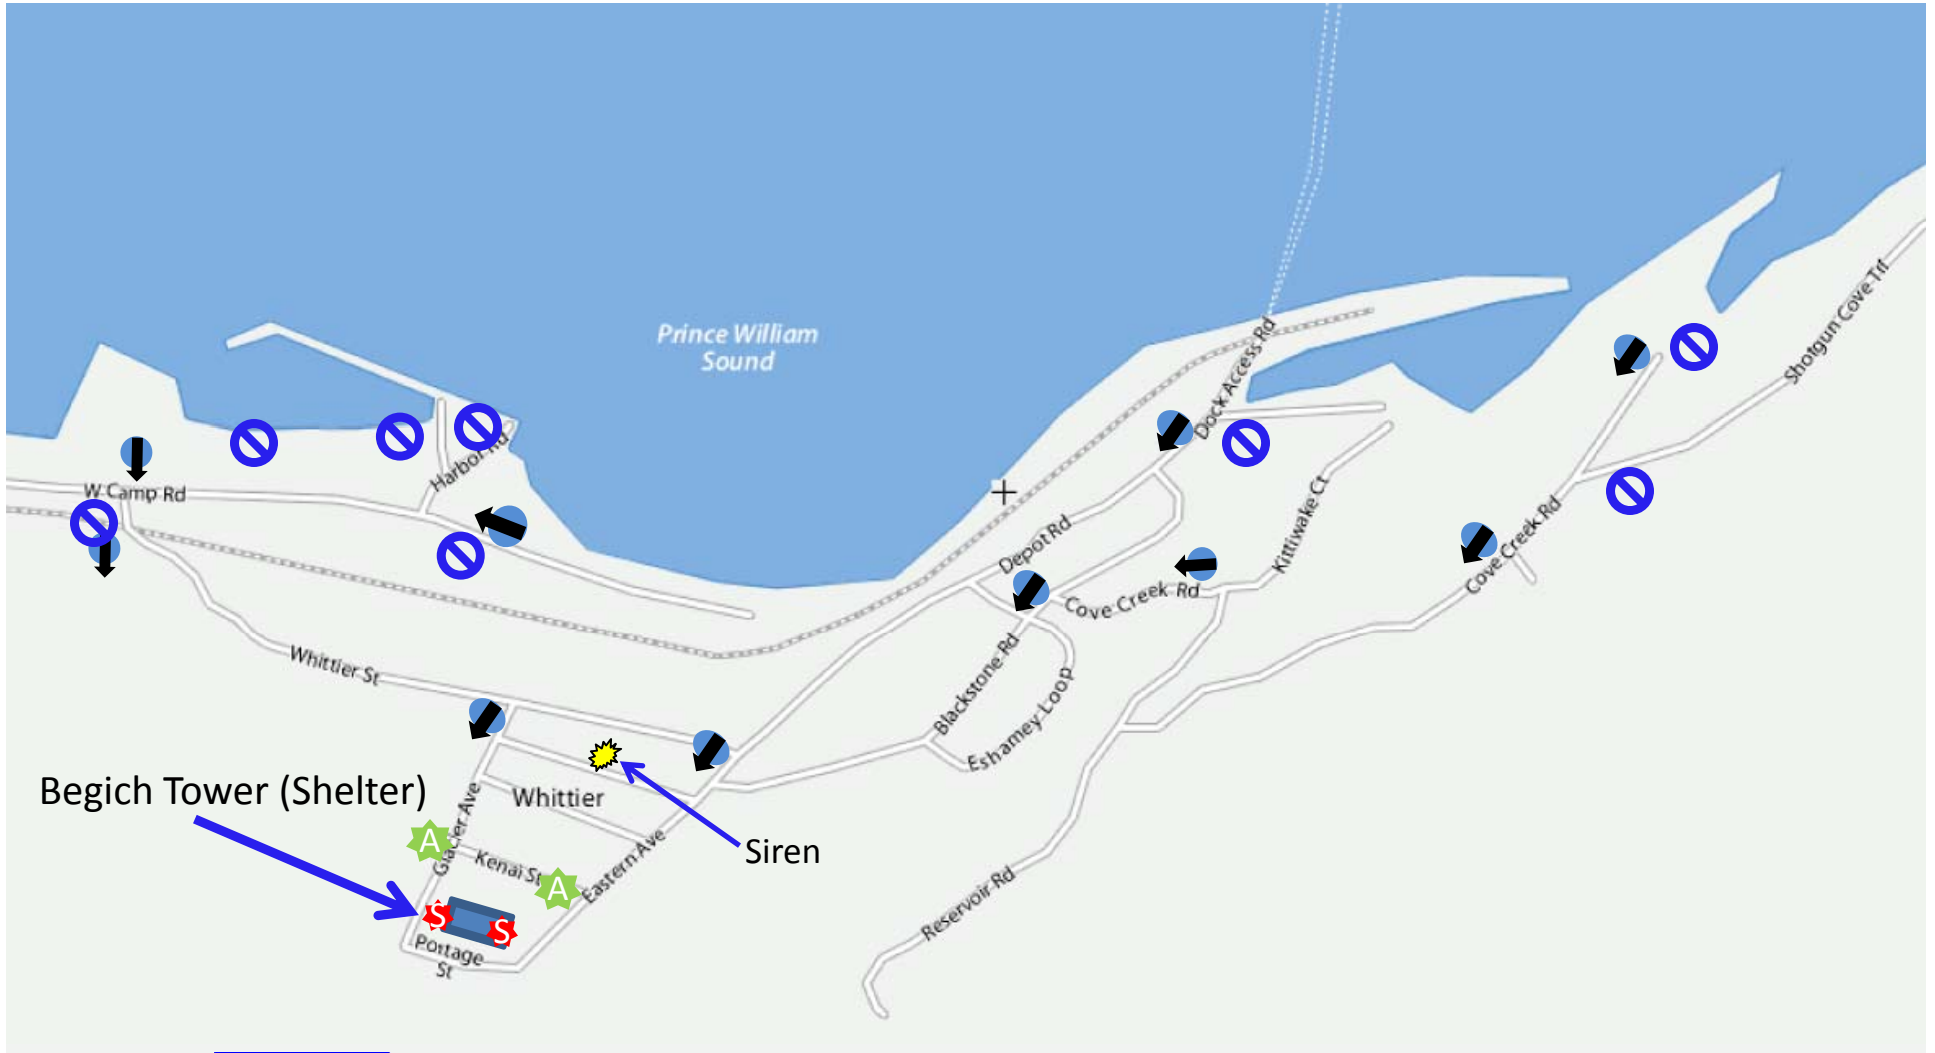 Prince William
Sound
Dock Access Rd
Shotgun Cove Trl
Harbor Rd
W Camp Rd
Depot Rd
Kittiwake Ct
Cove Creek Rd
Cove Creek Rd
Whittier St
Blackstone Rd
Eshamey Loop
Begich Tower (Shelter)
Whittier
Siren
A
Glacier Ave
Kenai St
A
Eastern Ave
Reservoir Rd
S
S
Portage
St